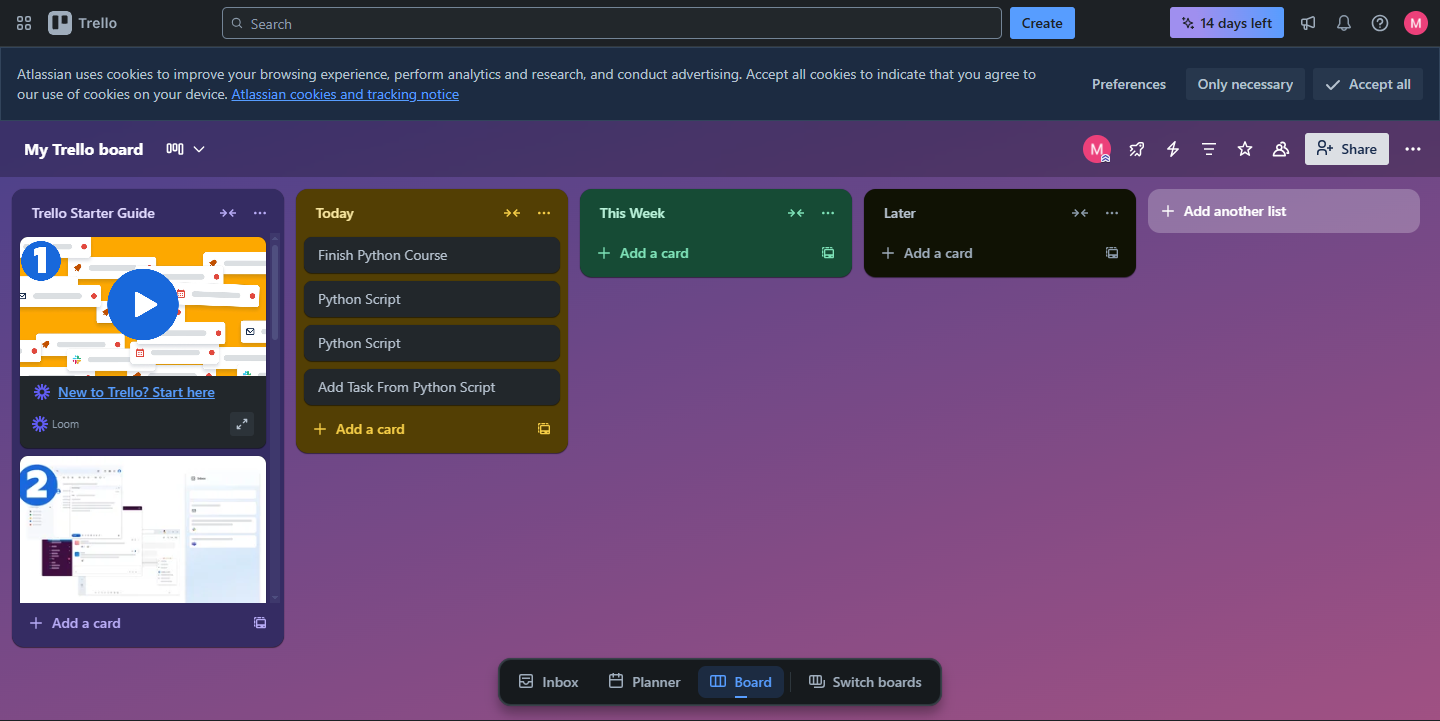 Trello
Search
Create
14 days left
M
Atlassian uses cookies to improve your browsing experience, perform analytics and research, and conduct advertising. Accept all cookies to indicate that you agree to
our use of cookies on your device. Atlassian cookies and tracking notice
Preferences
Only necessary
Accept all
My Trello board
M
Share
Trello Starter Guide
1
New to Trello? Start here
Loom
2
Add a card
Today
Finish Python Course
Python Script
Python Script
Add Task From Python Script
Add a card
This Week
Add a card
Later
Add a card
Add another list
Inbox
Planner
Board
Switch boards